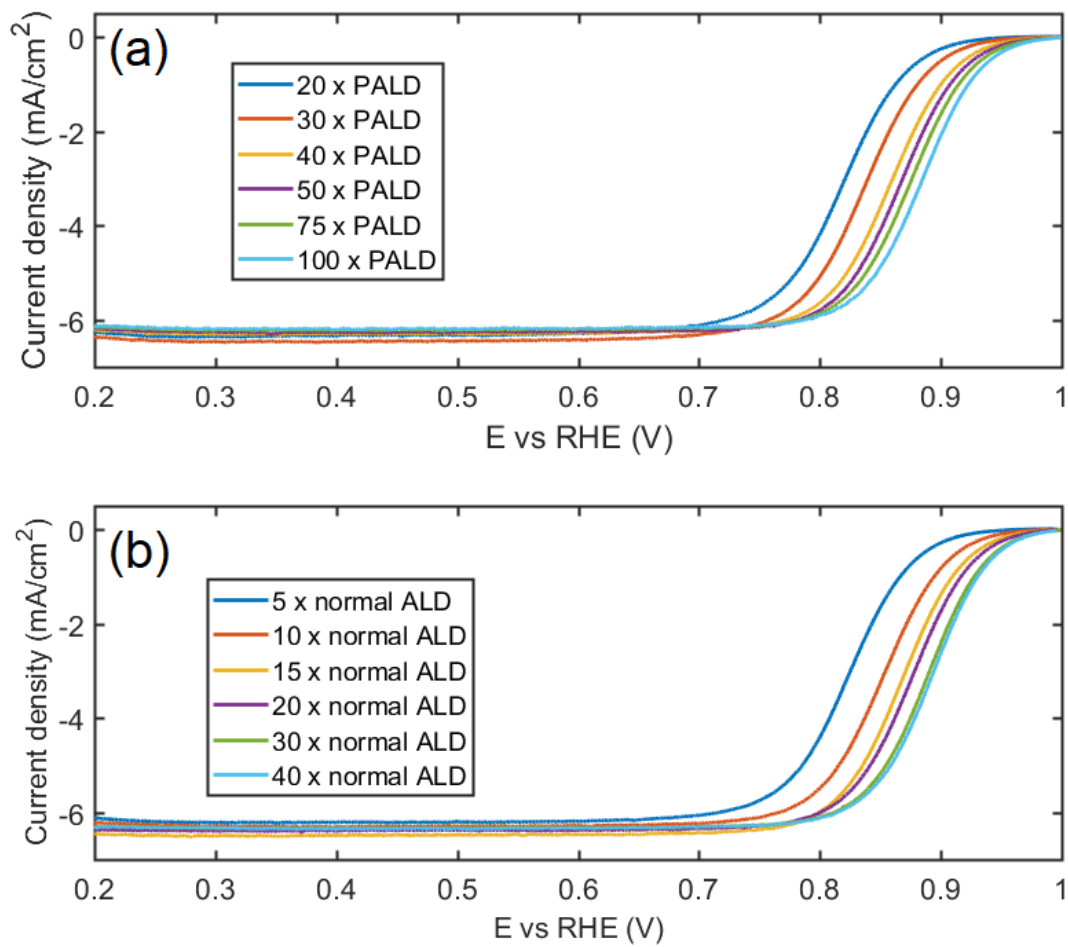 (a)
Current density (mA/cm²)
0
-2
-4
-6
20 x PALD
30 x PALD
40 x PALD
50 x PALD
75 x PALD
100 x PALD
0.2 0.3 0.4 0.5 0.6 0.7 0.8 0.9 1
E vs RHE (V)
(b)
Current density (mA/cm²)
0
-2
-4
-6
5 x normal ALD
10 x normal ALD
15 x normal ALD
20 x normal ALD
30 x normal ALD
40 x normal ALD
0.2 0.3 0.4 0.5 0.6 0.7 0.8 0.9 1
E vs RHE (V)